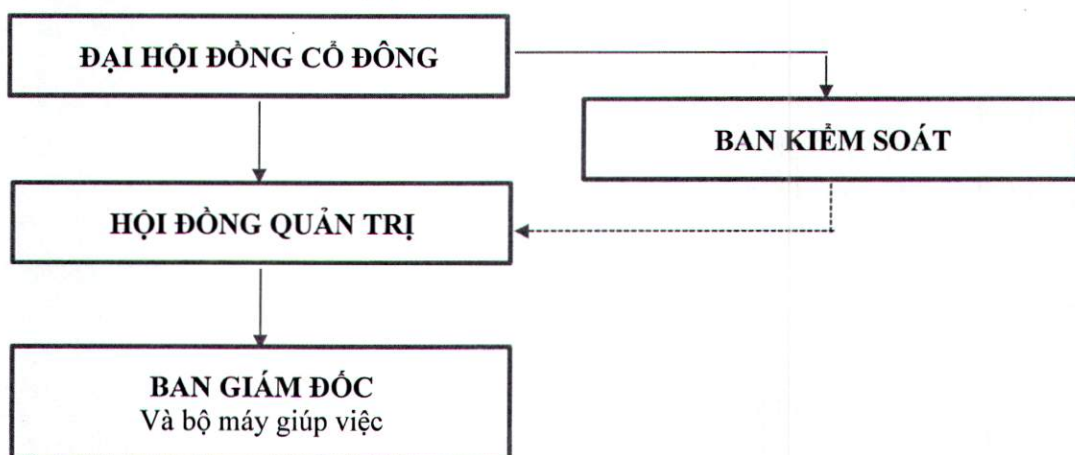 ĐẠI HỘI ĐỒNG CỔ ĐÔNG
BAN KIỂM SOÁT
HỘI ĐỒNG QUẢN TRỊ
BAN GIÁM ĐỐC
Và bộ máy giúp việc